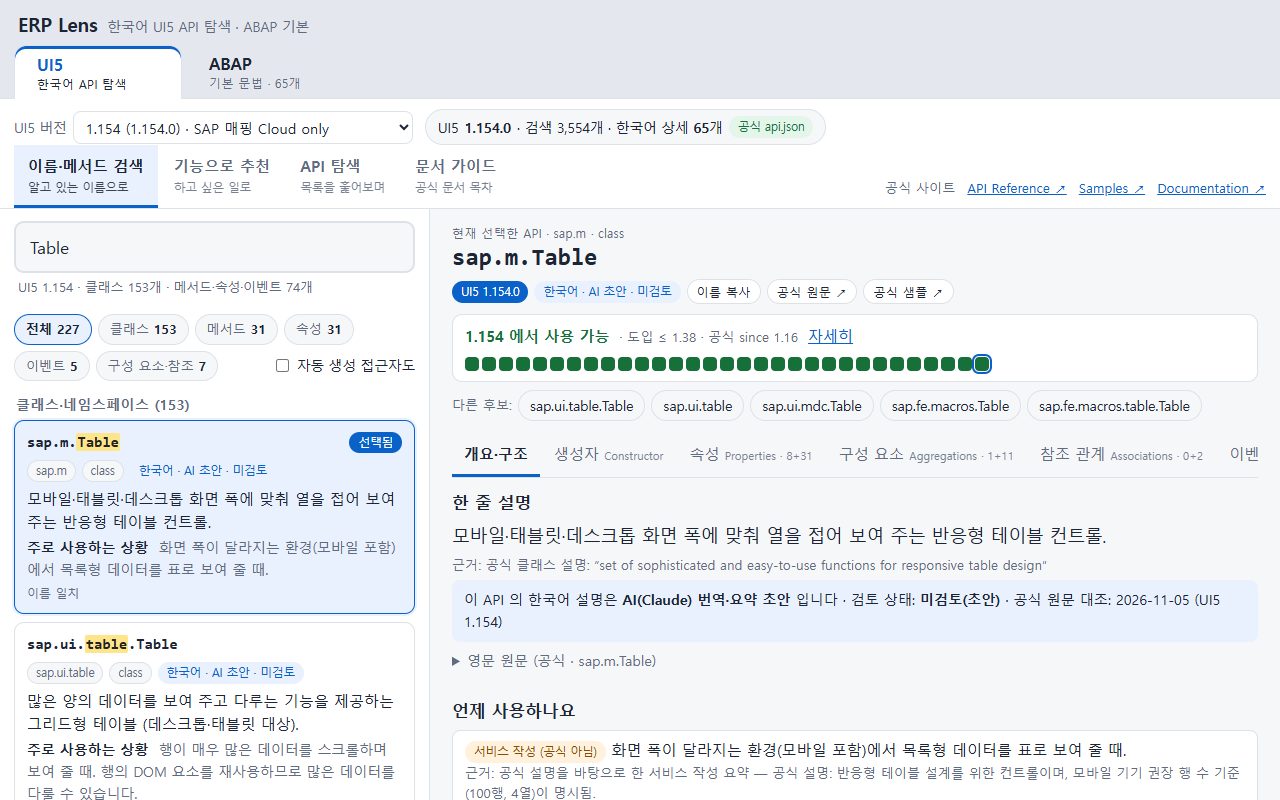 ERP Lens 한국어 UI5 API 탐색 · ABAP 기본
UI5
한국어 API 탐색
ABAP
기본 문법 · 65개
UI5 버전
1.154 (1.154.0) · SAP 매핑 Cloud only
UI5 1.154.0 · 검색 3,554개 · 한국어 상세 65개 공식 api.json
이름·메서드 검색
알고 있는 이름으로
기능으로 추천
하고 싶은 일로
API 탐색
목록을 훑어보며
문서 가이드
공식 문서 목차
공식 사이트 API Reference ↗ Samples ↗ Documentation ↗
Table
UI5 1.154 · 클래스 153개 · 메서드·속성·이벤트 74개
전체 227 클래스 153 메서드 31 속성 31
이벤트 5 구성 요소·참조 7 자동 생성 접근자도
클래스·네임스페이스 (153)
sap.m.Table 선택됨
sap.m class 한국어 · AI 초안 · 미검토
모바일·태블릿·데스크톱 화면 폭에 맞춰 열을 접어 보여
주는 반응형 테이블 컨트롤.
주로 사용하는 상황 화면 폭이 달라지는 환경(모바일 포함)
에서 목록형 데이터를 표로 보여 줄 때.
이름 일치
sap.ui.table.Table
sap.ui.table class 한국어 · AI 초안 · 미검토
많은 양의 데이터를 보여 주고 다루는 기능을 제공하는
그리드형 테이블 (데스크톱·태블릿 대상).
주로 사용하는 상황 행이 매우 많은 데이터를 스크롤하며
보여 줄 때. 행의 DOM 요소를 재사용하므로 많은 데이터를
다룰 수 있습니다.
현재 선택한 API · sap.m · class
sap.m.Table
UI5 1.154.0 한국어 · AI 초안 · 미검토 이름 복사 공식 원문 ↗ 공식 샘플 ↗
1.154 에서 사용 가능 · 도입 ≤ 1.38 · 공식 since 1.16 자세히
다른 후보: sap.ui.table.Table sap.ui.table sap.ui.mdc.Table sap.fe.macros.Table sap.fe.macros.table.Table
개요·구조 생성자 Constructor 속성 Properties · 8+31 구성 요소 Aggregations · 1+11 참조 관계 Associations · 0+2 이벤
한 줄 설명
모바일·태블릿·데스크톱 화면 폭에 맞춰 열을 접어 보여 주는 반응형 테이블 컨트롤.
근거: 공식 클래스 설명: “set of sophisticated and easy-to-use functions for responsive table design”
이 API 의 한국어 설명은 AI(Claude) 번역·요약 초안 입니다 · 검토 상태: 미검토(초안) · 공식 원문 대조: 2026-11-05 (UI5
1.154)
▶ 영문 원문 (공식 · sap.m.Table)
언제 사용하나요
서비스 작성 (공식 아님) 화면 폭이 달라지는 환경(모바일 포함)에서 목록형 데이터를 표로 보여 줄 때.
근거: 공식 설명을 바탕으로 한 서비스 작성 요약 — 공식 설명: 반응형 테이블 설계를 위한 컨트롤이며, 모바일 기기 권장 행 수 기준
(100행, 4열)이 명시됨.